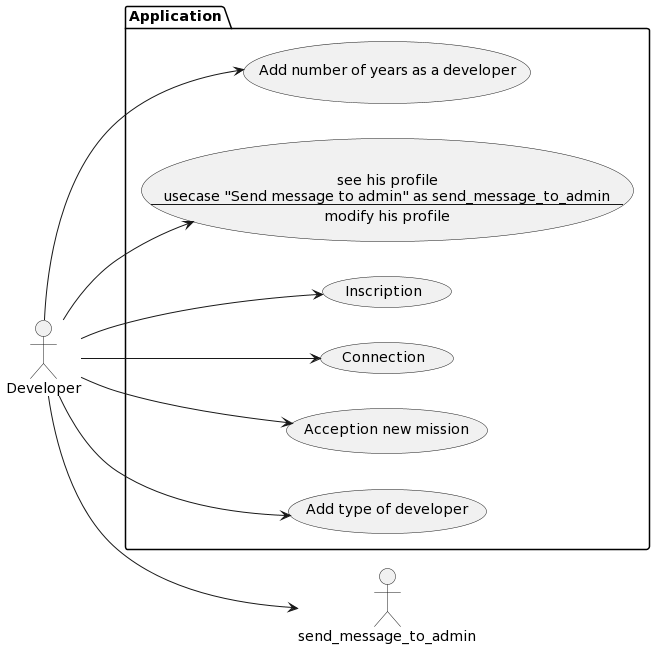 Application
Add number of years as a developer
see his profile
usecase "Send message to admin" as send_message_to_admin
modify his profile
Inscription
Connection
Developer
Acception new mission
Add type of developer
send_message_to_admin